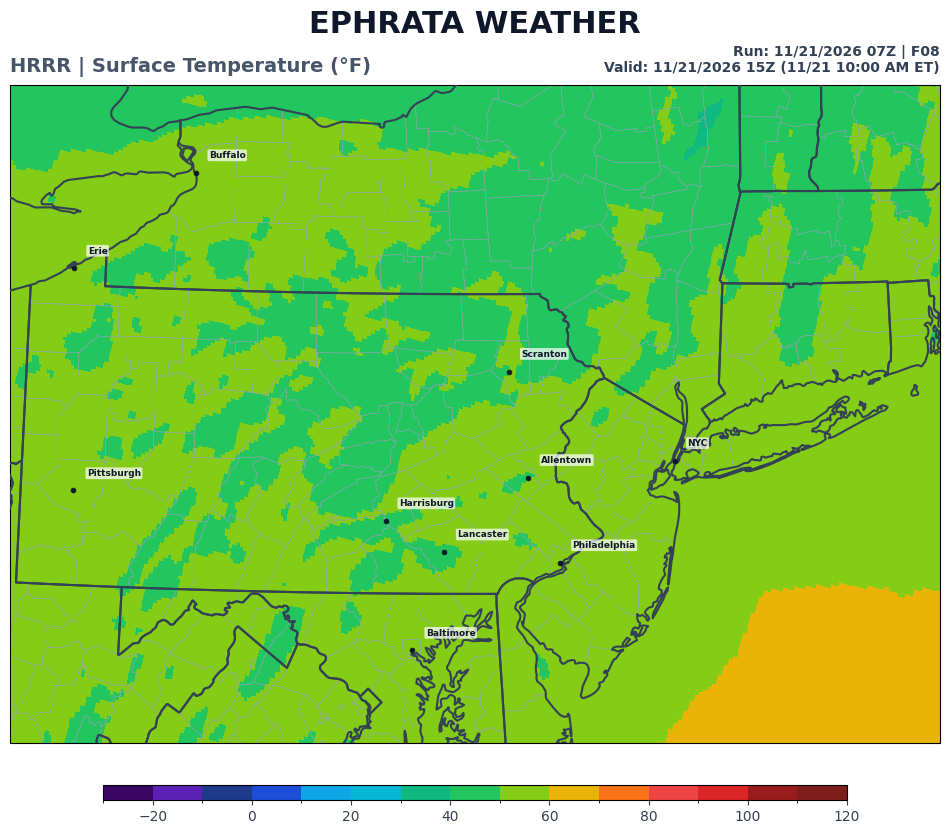 EPHRATA WEATHER
HRRR | Surface Temperature (°F)
Run: 11/21/2026 07Z | F08
Valid: 11/21/2026 15Z (11/21 10:00 AM ET)
Buffalo
Erie
Scranton
NYC
Allentown
Pittsburgh
Harrisburg
Lancaster
Philadelphia
Baltimore
−20 0 20 40 60 80 100 120